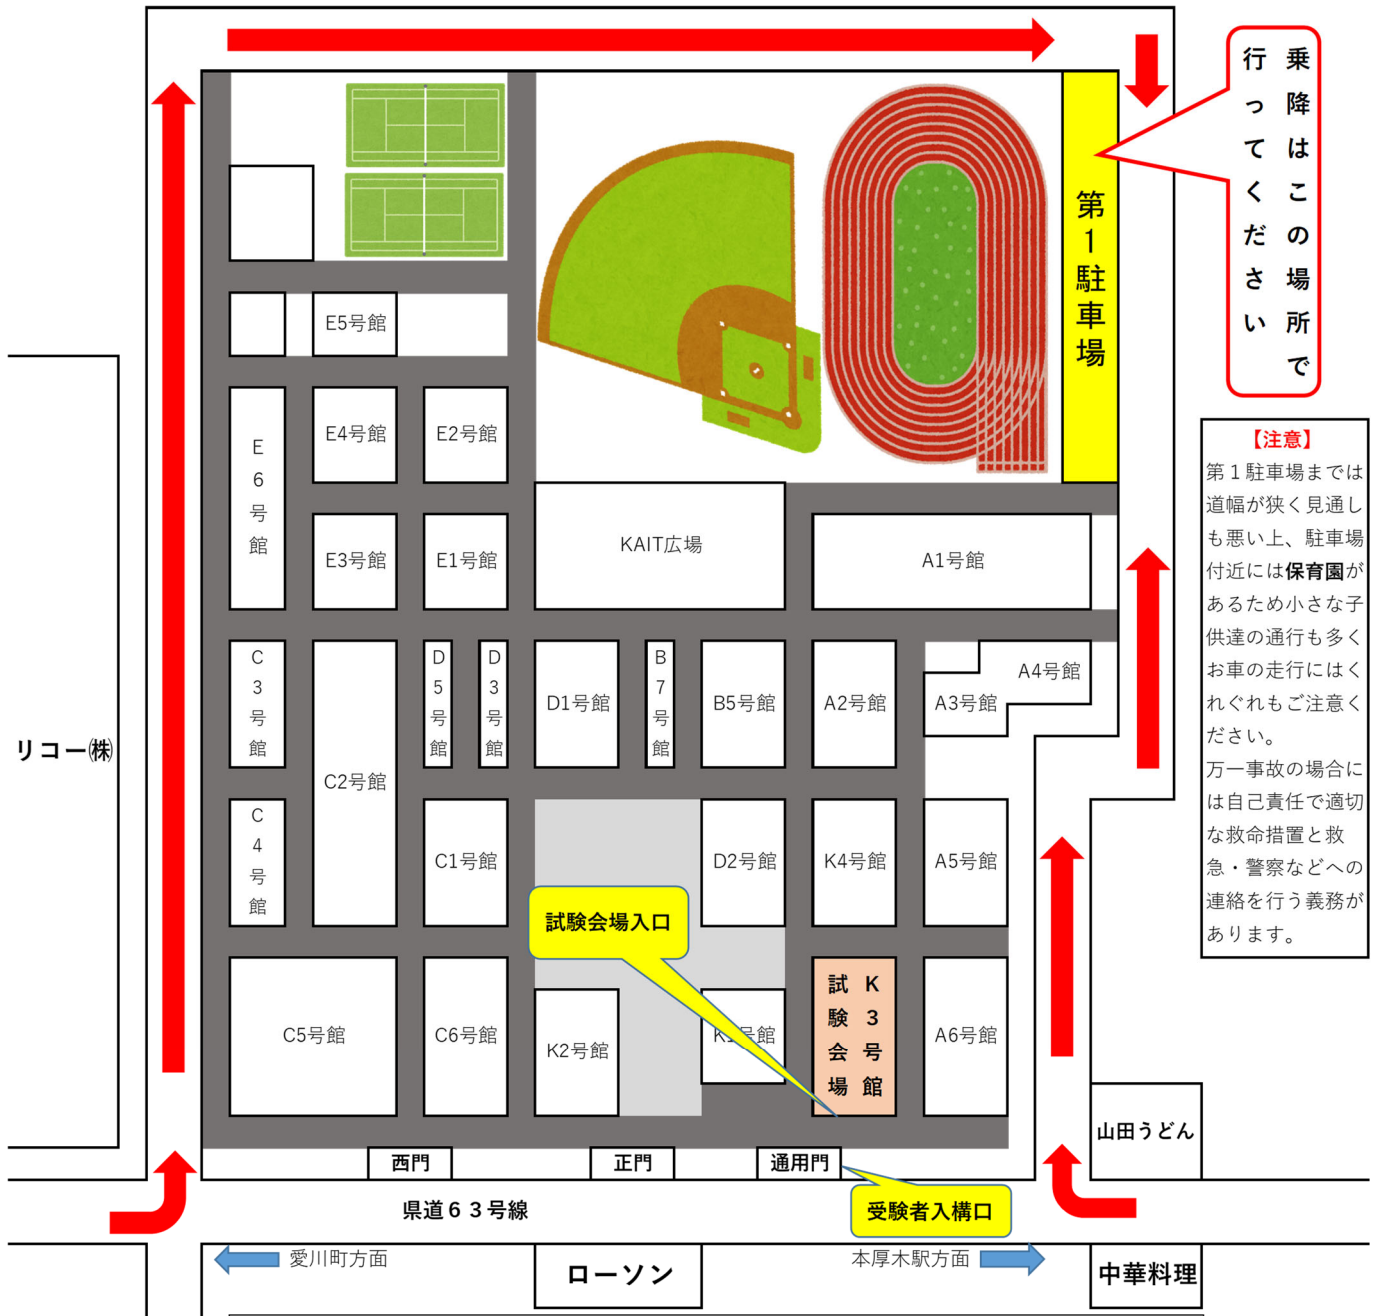 乗降はこの場所で
行ってください
第1駐車場
【注意】
第１駐車場までは
道幅が狭く見通し
も悪い上、駐車場
付近には保育園が
あるため小さな子
供達の通行も多く
お車の走行にはく
れぐれもご注意く
ださい。
万一事故の場合に
は自己責任で適切
な救命措置と救
急・警察などへの
連絡を行う義務が
あります。
E5号館
E6号館
E4号館
E2号館
E3号館
E1号館
KAIT広場
A1号館
C3号館
C2号館
D5号館
D3号館
D1号館
B7号館
B5号館
A2号館
A3号館
A4号館
リコー㈱
C4号館
C1号館
D2号館
K4号館
A5号館
試験会場入口
C5号館
C6号館
K2号館
K1号館
K3号館
試験会場
A6号館
山田うどん
西門
正門
通用門
県道６３号線
受験者入構口
愛川町方面
ローソン
本厚木駅方面
中華料理